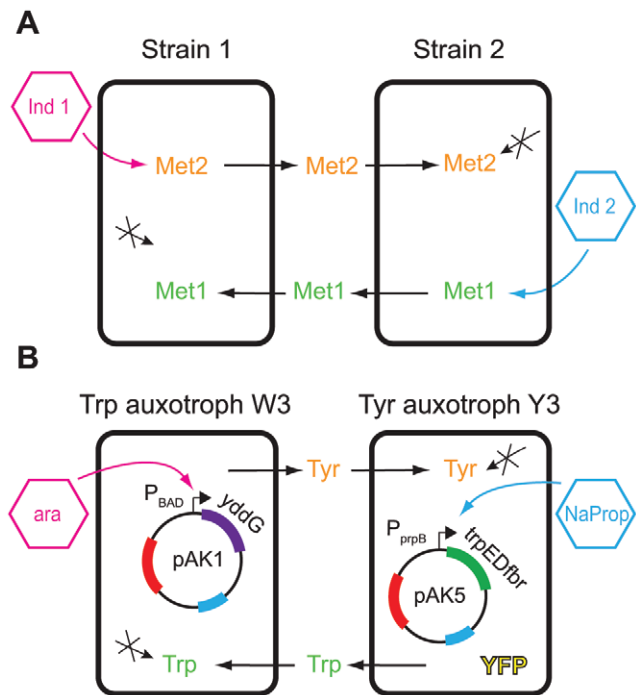 A
Strain 1 Strain 2
Ind 1
Met2 Met2 Met2
Ind 2
Met1 Met1 Met1
B
Trp auxotroph W3 Tyr auxotroph Y3
Tyr Tyr
ara PBAD yddG NaProp
PprpB trpEDfbr
pAK1 pAK5
Trp Trp YFP